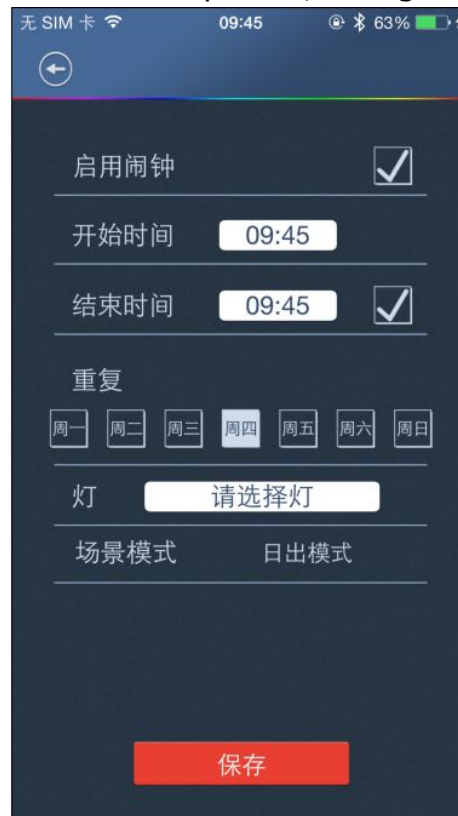 无 SIM 卡 09:45 63%
启用闹钟
开始时间 09:45
结束时间 09:45
重复
周一 周二 周三 周四 周五 周六 周日
灯 请选择灯
场景模式 日出模式
保存